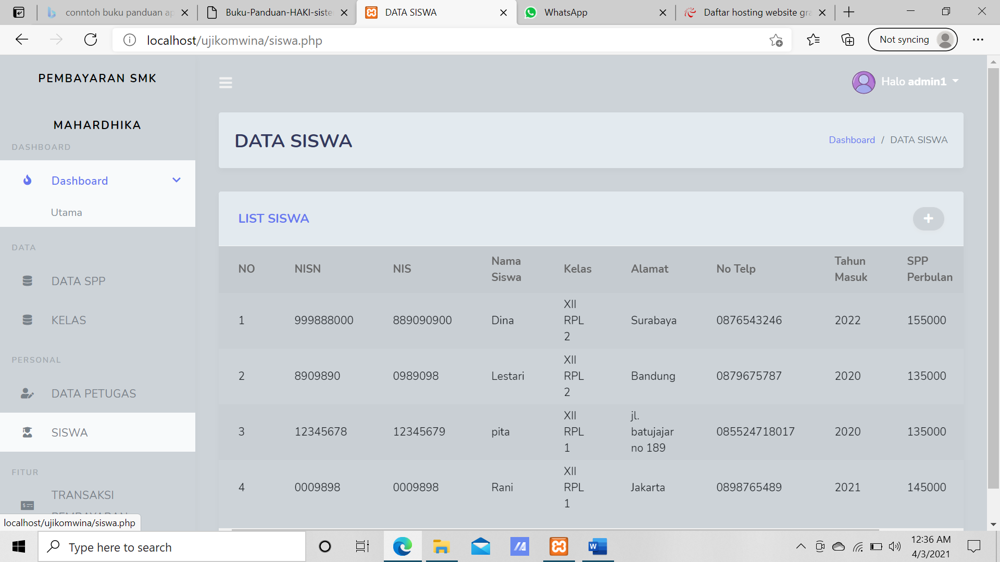 conntoh buku panduan ap
Buku-Panduan-HAKI-siste
DATA SISWA
WhatsApp
Daftar hosting website gra
localhost/ujikomwina/siswa.php
Not syncing
PEMBAYARAN SMK
MAHARDHIKA
DASHBOARD
Dashboard
Utama
DATA
DATA SPP
KELAS
PERSONAL
DATA PETUGAS
SISWA
FITUR
TRANSAKSI
PEMBAYARAN
localhost/ujikomwina/siswa.php
Halo admin1
DATA SISWA
Dashboard / DATA SISWA
LIST SISWA
NO NISN NIS Nama Siswa Kelas Alamat No Telp Tahun Masuk SPP Perbulan
1 999888000 889090900 Dina XII RPL 2 Surabaya 0876543246 2022 155000
2 8909890 0989098 Lestari XII RPL 2 Bandung 0879675787 2020 135000
3 12345678 12345679 pita XII RPL 1 jl. batujajar no 189 085524718017 2020 135000
4 0009898 0009898 Rani XII RPL 1 Jakarta 0898765489 2021 145000
Type here to search
12:36 AM
4/3/2021